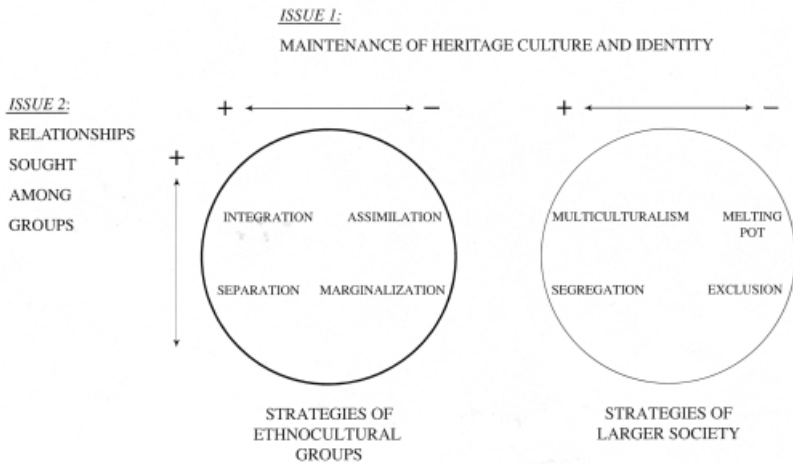 ISSUE 1:
MAINTENANCE OF HERITAGE CULTURE AND IDENTITY
ISSUE 2:
RELATIONSHIPS
SOUGHT
AMONG
GROUPS
+ −
+
+ −
INTEGRATION ASSIMILATION
SEPARATION MARGINALIZATION
MULTICULTURALISM MELTING
POT
SEGREGATION EXCLUSION
STRATEGIES OF
ETHNOCULTURAL
GROUPS
STRATEGIES OF
LARGER SOCIETY